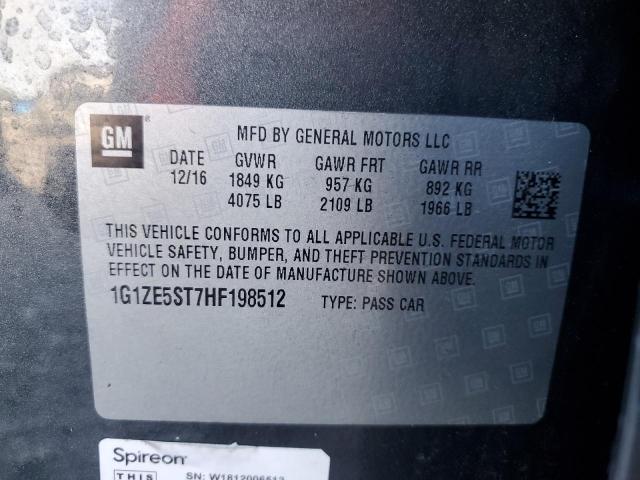 GM
MFD BY GENERAL MOTORS LLC
DATE GVWR GAWR FRT GAWR RR
12/16 1849 KG 957 KG 892 KG
4075 LB 2109 LB 1966 LB
THIS VEHICLE CONFORMS TO ALL APPLICABLE U.S. FEDERAL MOTOR
VEHICLE SAFETY, BUMPER, AND THEFT PREVENTION STANDARDS IN
EFFECT ON THE DATE OF MANUFACTURE SHOWN ABOVE.
1G1ZE5ST7HF198512 TYPE: PASS CAR
Spireon
THIS SN: